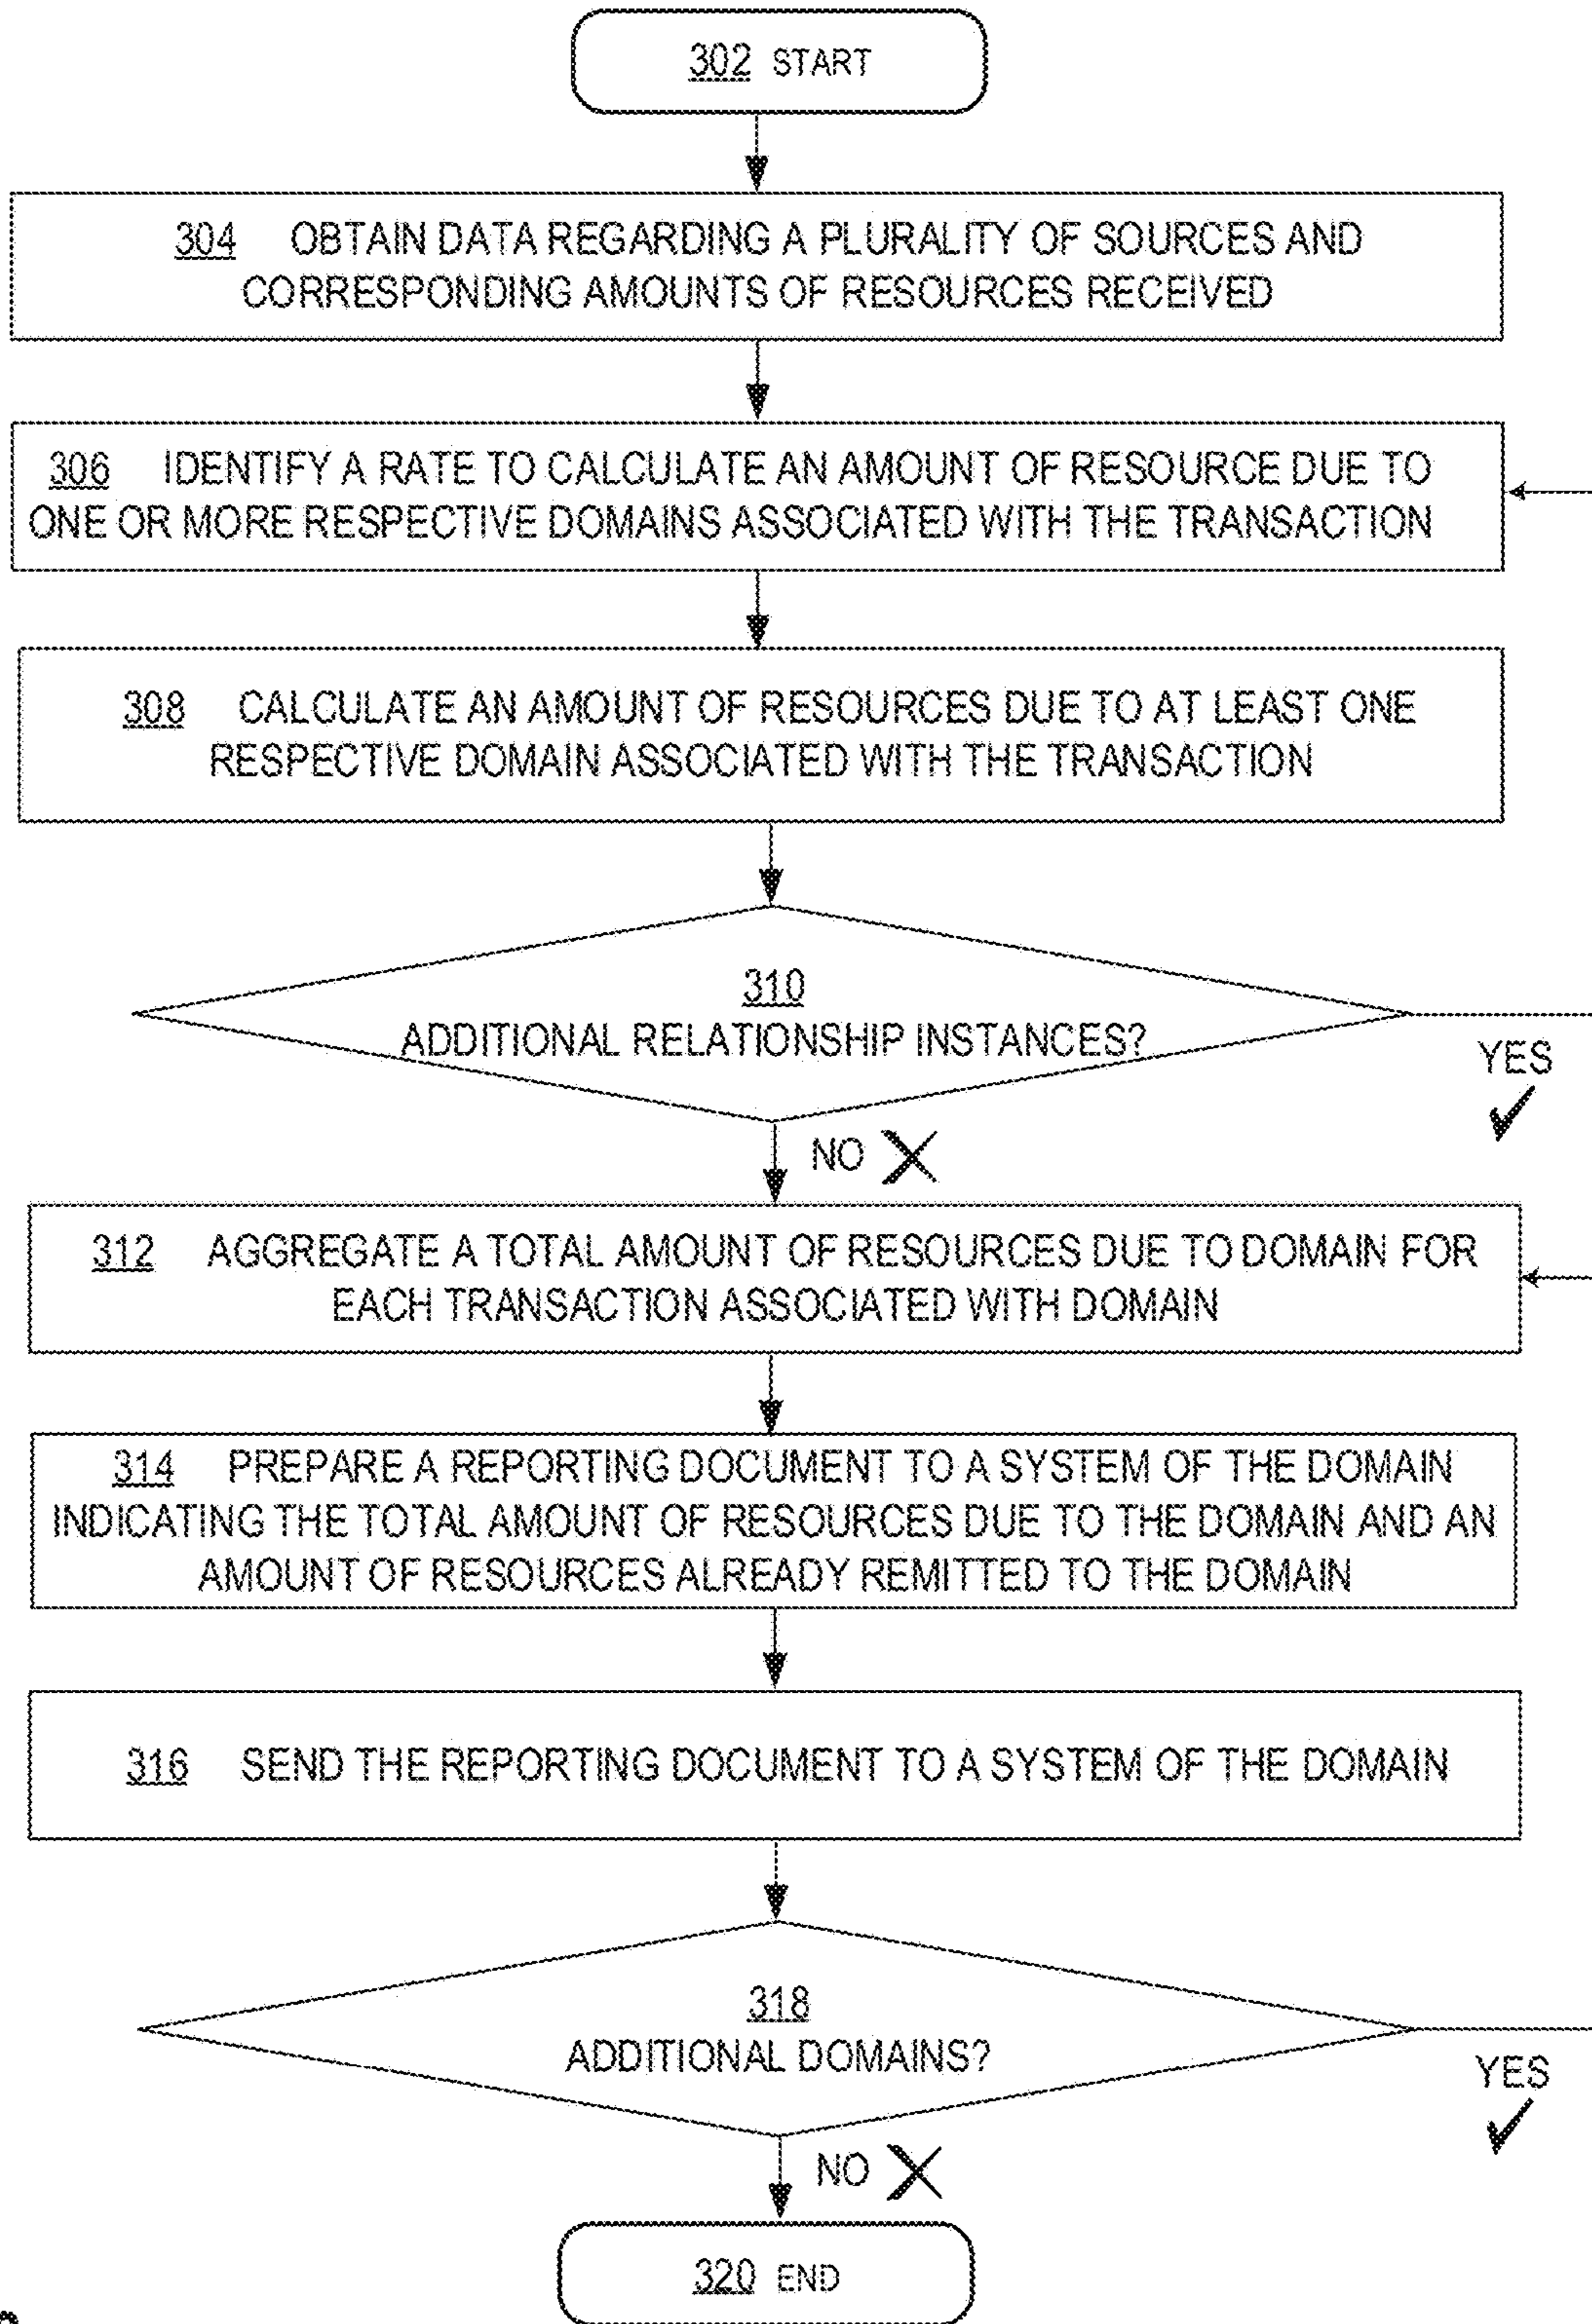 302 START
304 OBTAIN DATA REGARDING A PLURALITY OF SOURCES AND
CORRESPONDING AMOUNTS OF RESOURCES RECEIVED
306 IDENTIFY A RATE TO CALCULATE AN AMOUNT OF RESOURCE DUE TO
ONE OR MORE RESPECTIVE DOMAINS ASSOCIATED WITH THE TRANSACTION
308 CALCULATE AN AMOUNT OF RESOURCES DUE TO AT LEAST ONE
RESPECTIVE DOMAIN ASSOCIATED WITH THE TRANSACTION
310
ADDITIONAL RELATIONSHIP INSTANCES?
YES
NO
312 AGGREGATE A TOTAL AMOUNT OF RESOURCES DUE TO DOMAIN FOR
EACH TRANSACTION ASSOCIATED WITH DOMAIN
314 PREPARE A REPORTING DOCUMENT TO A SYSTEM OF THE DOMAIN
INDICATING THE TOTAL AMOUNT OF RESOURCES DUE TO THE DOMAIN AND AN
AMOUNT OF RESOURCES ALREADY REMITTED TO THE DOMAIN
316 SEND THE REPORTING DOCUMENT TO A SYSTEM OF THE DOMAIN
318
ADDITIONAL DOMAINS?
YES
NO
320 END